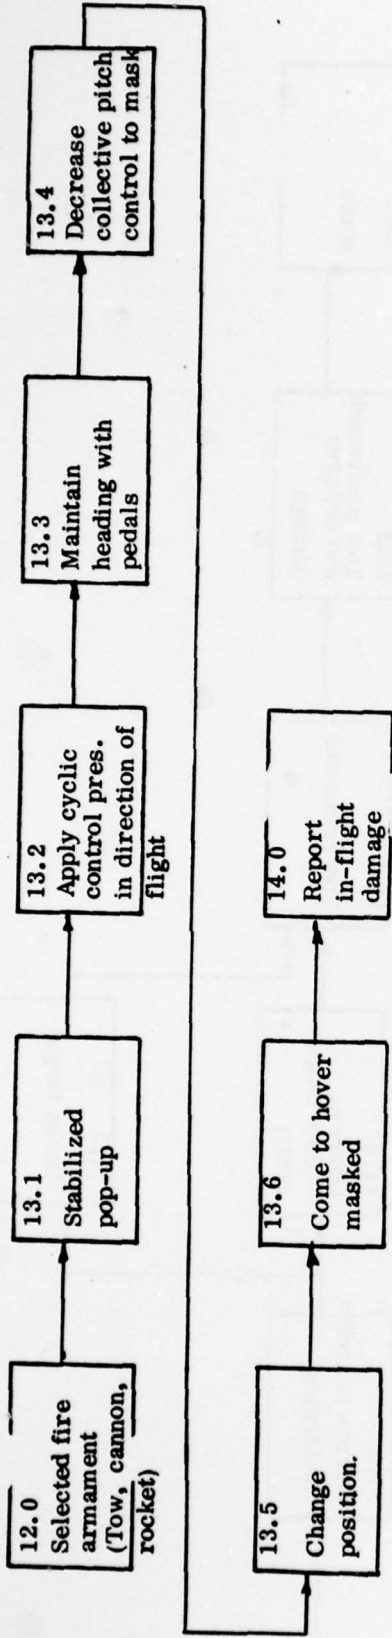 12.0
Selected fire
armament
(Tow, cannon,
rocket)
13.1
Stabilized
pop-up
13.2
Apply cyclic
control pres.
in direction of
flight
13.3
Maintain
heading with
pedals
13.4
Decrease
collective pitch
control to mask
13.5
Change
position.
13.6
Come to hover
masked
14.0
Report
in-flight
damage